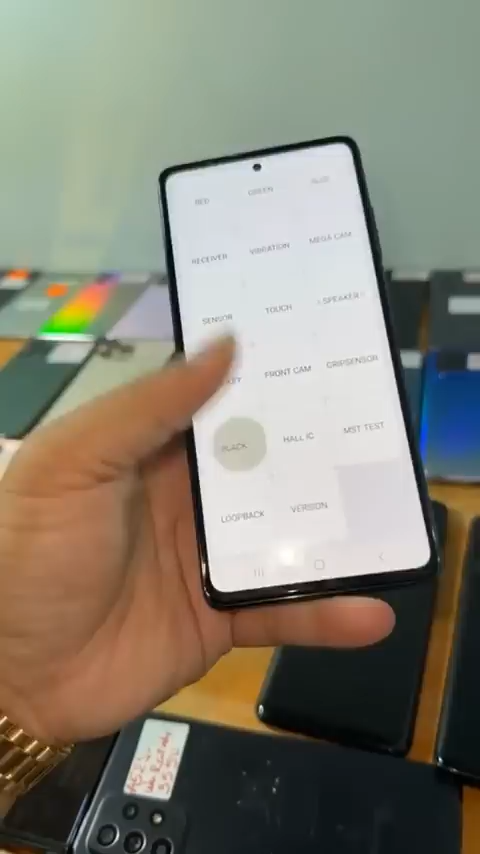 RED GREEN BLUE
RECEIVER VIBRATION MEGA CAM
SENSOR TOUCH SPEAKER
KEY FRONT CAM GRIPSENSOR
BLACK HALL IC MST TEST
LOOPBACK VERSION